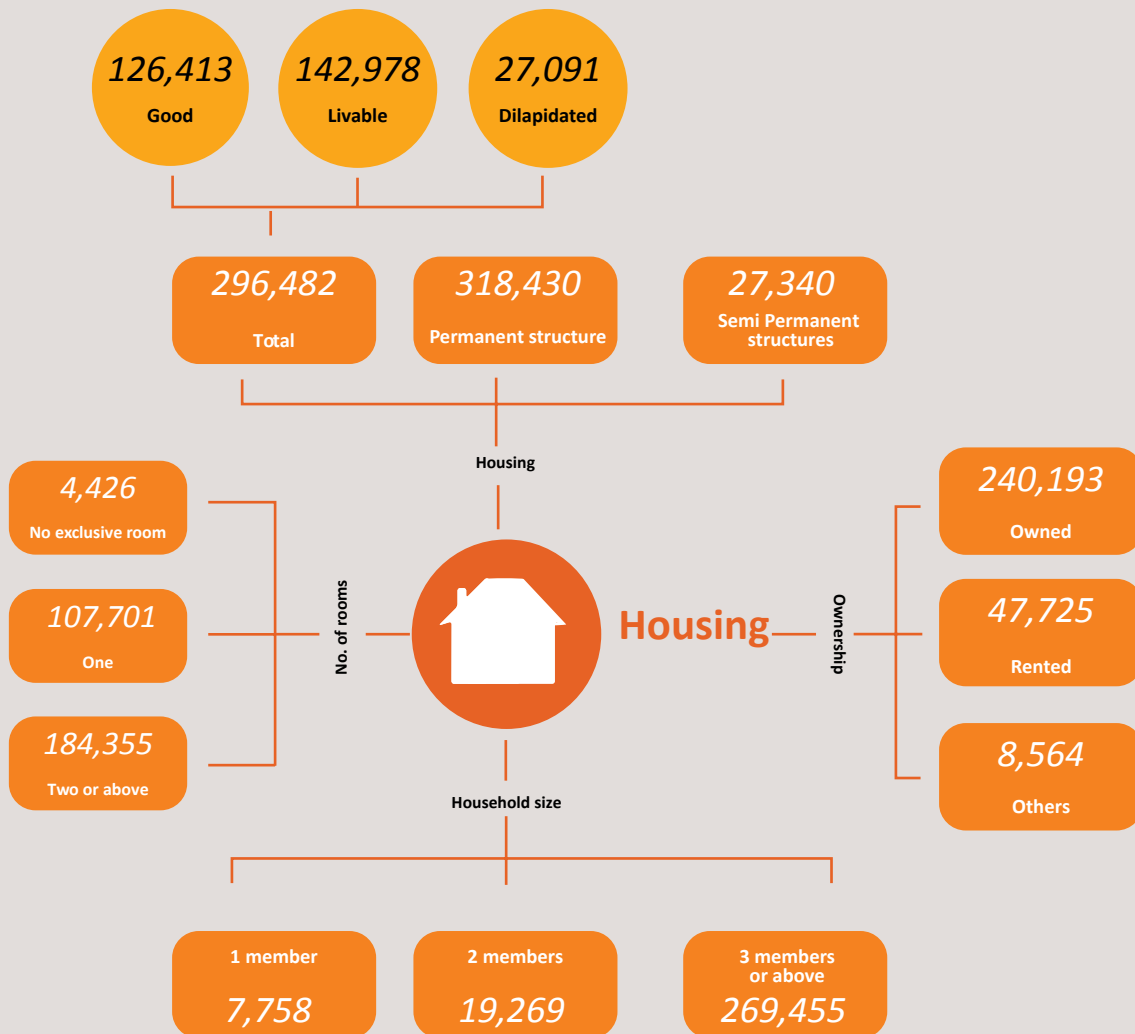 126,413
Good
142,978
Livable
27,091
Dilapidated
296,482
Total
318,430
Permanent structure
27,340
Semi Permanent
structures
Housing
4,426
No exclusive room
107,701
One
184,355
Two or above
No. of rooms
Housing
Ownership
240,193
Owned
47,725
Rented
8,564
Others
Household size
1 member
7,758
2 members
19,269
3 members
or above
269,455